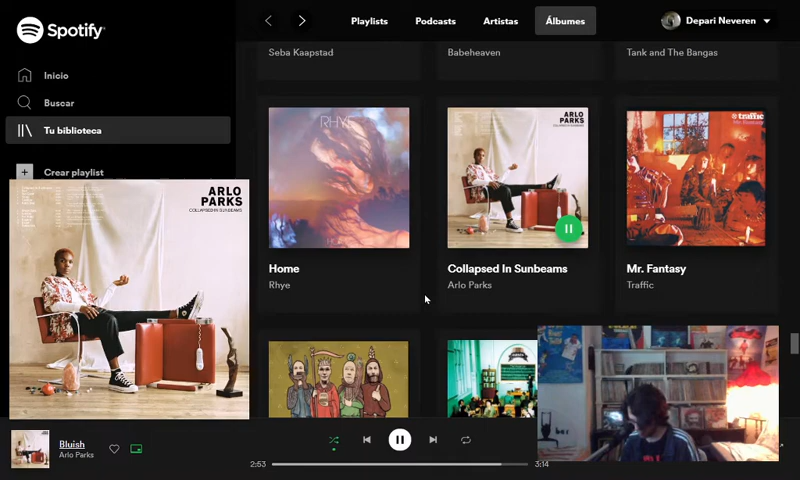 Spotify
Playlists
Podcasts
Artistas
Álbumes
Depari Neveren
Inicio
Buscar
Tu biblioteca
Crear playlist
Seba Kaapstad
Babeheaven
Tank and The Bangas
RHYE
ARLO
PARKS
traffic
Mr. Fantasy
Home
Rhye
Collapsed In Sunbeams
Arlo Parks
Mr. Fantasy
Traffic
ARLO
PARKS
COLLAPSED IN SUNBEAMS
Bluish
Arlo Parks
2:53
3:14